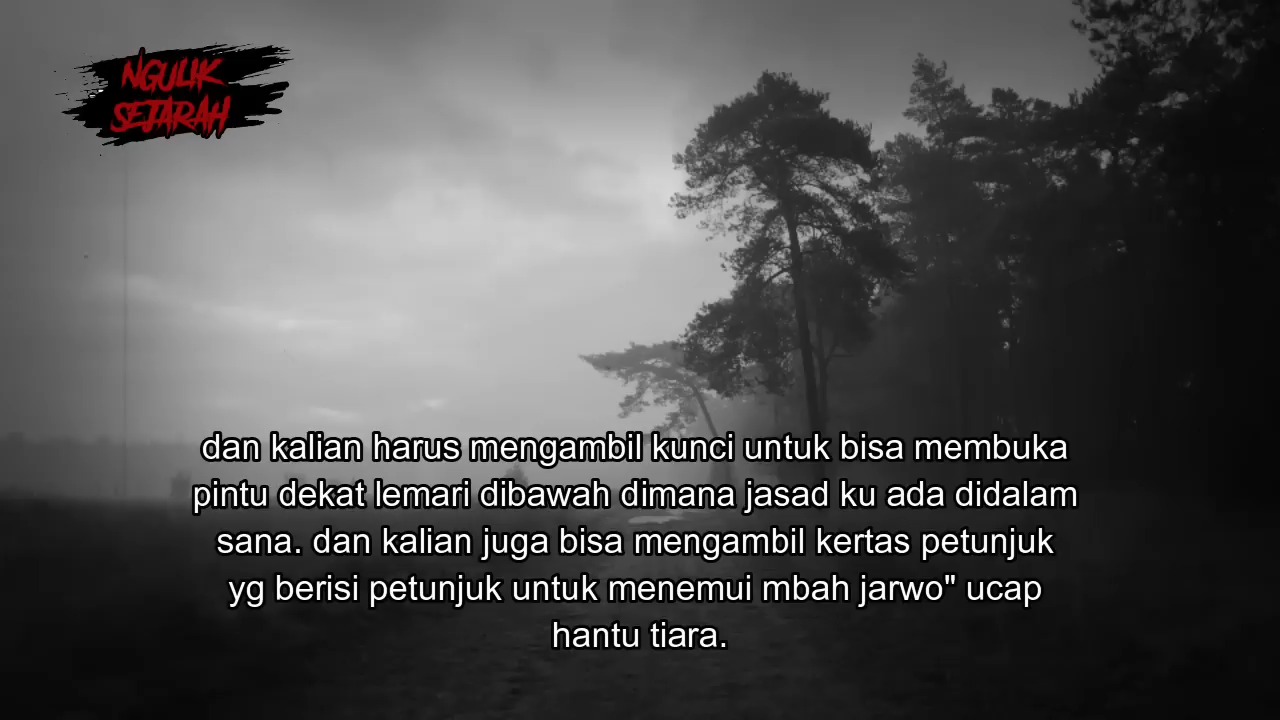 NGULIK
SEJARAH
dan kalian harus mengambil kunci untuk bisa membuka
pintu dekat lemari dibawah dimana jasad ku ada didalam
sana. dan kalian juga bisa mengambil kertas petunjuk
yg berisi petunjuk untuk menemui mbah jarwo" ucap
hantu tiara.